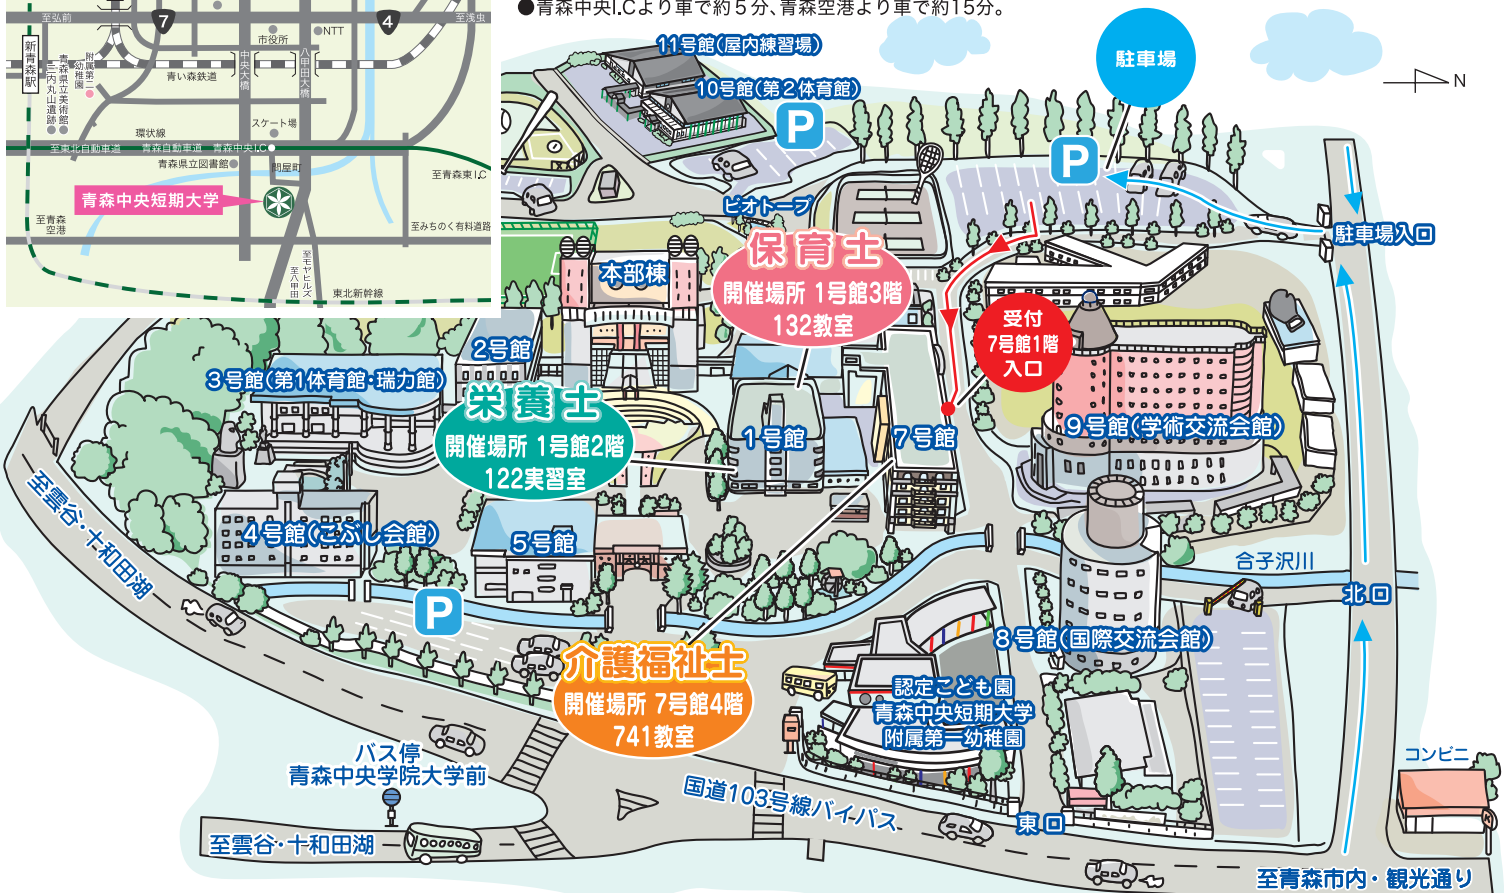 ●青森中央I.Cより車で約5分、青森空港より車で約15分。
至弘前
7
4
至浅虫
市役所
NTT
新青森駅
青森県立美術館
三内丸山遺跡
附属第二幼稚園
青い森鉄道
中央大橋
八甲田大橋
スケート場
環状線
至東北自動車道
青森自動車道
青森中央I.C
青森県立図書館
問屋町
至青森東I.C
青森中央短期大学
至青森
空港
至みちのく有料道路
至モヤヒルズ
至八甲田
東北新幹線
11号館(屋内練習場)
10号館(第2体育館)
P
駐車場
P
N
ビオトープ
駐車場入口
保育士
開催場所 1号館3階
132教室
本部棟
受付
7号館1階
入口
2号館
3号館(第1体育館・瑞力館)
栄養士
開催場所 1号館2階
122実習室
1号館
7号館
9号館(学術交流会館)
至雲谷・十和田湖
4号館(こぶし会館)
5号館
合子沢川
北口
P
8号館(国際交流会館)
介護福祉士
開催場所 7号館4階
741教室
認定こども園
青森中央短期大学
附属第一幼稚園
バス停
青森中央学院大学前
コンビニ
国道103号線バイパス
東口
至雲谷・十和田湖
至青森市内・観光通り